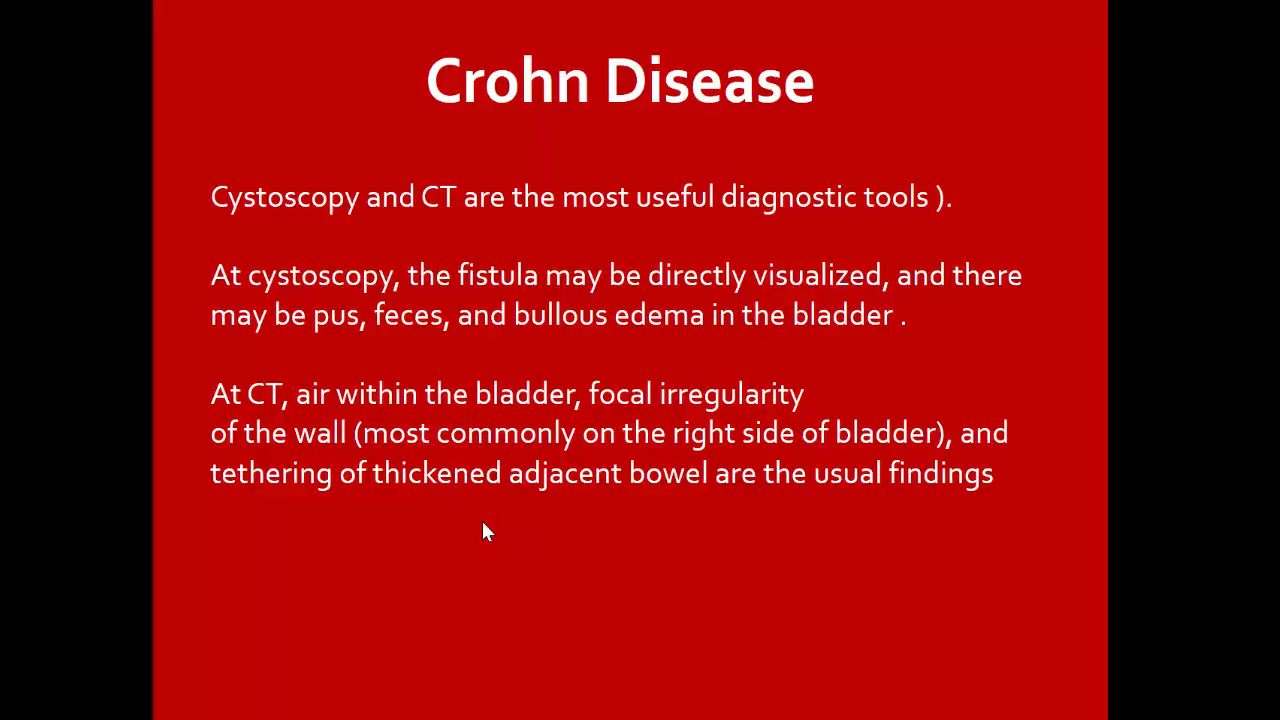 Crohn Disease
Cystoscopy and CT are the most useful diagnostic tools ).
At cystoscopy, the fistula may be directly visualized, and there
may be pus, feces, and bullous edema in the bladder .
At CT, air within the bladder, focal irregularity
of the wall (most commonly on the right side of bladder), and
tethering of thickened adjacent bowel are the usual findings